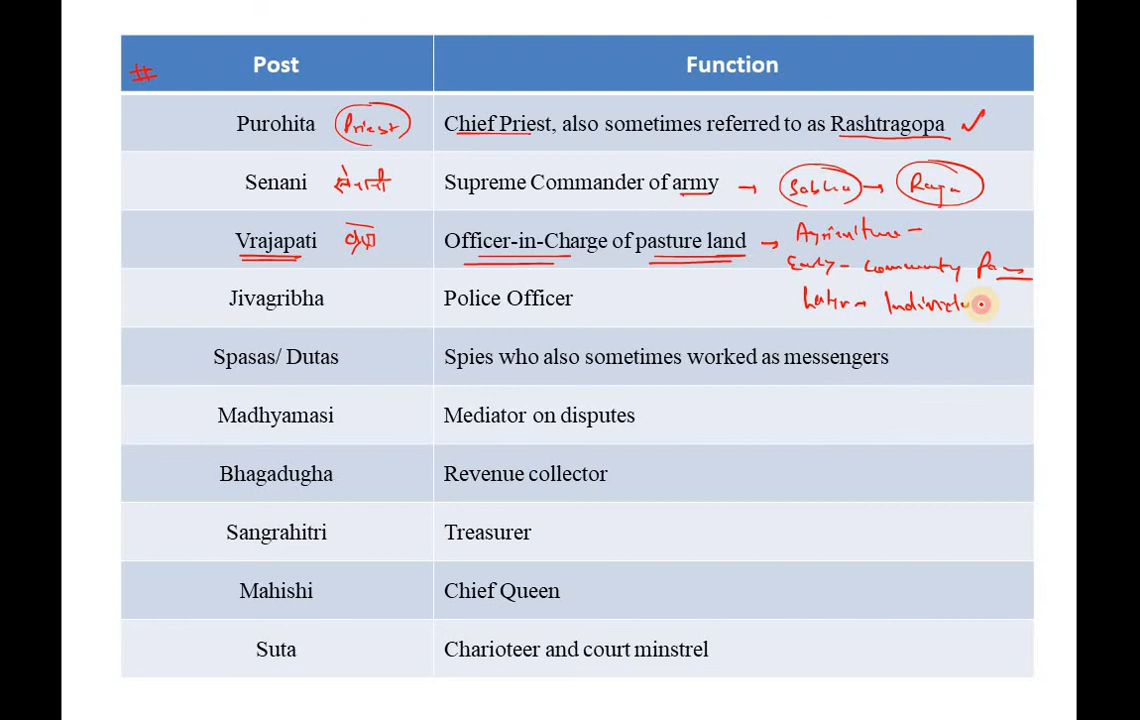 # Post Function
Purohita Priest Chief Priest, also sometimes referred to as Rashtragopa ✓
Senani सेनानी Supreme Commander of army → Sabha → Raja
Vrajapati Officer-in-Charge of pasture land → Agriculture –
Early – community
Jivagribha Police Officer Later –
Spasas/ Dutas Spies who also sometimes worked as messengers
Madhyamasi Mediator on disputes
Bhagadugha Revenue collector
Sangrahitri Treasurer
Mahishi Chief Queen
Suta Charioteer and court minstrel